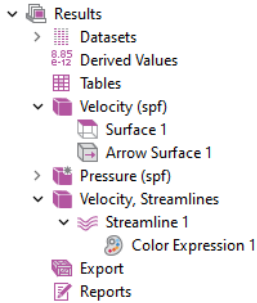 Results
Datasets
8.85
e-12 Derived Values
Tables
Velocity (spf)
Surface 1
Arrow Surface 1
Pressure (spf)
Velocity, Streamlines
Streamline 1
Color Expression 1
Export
Reports